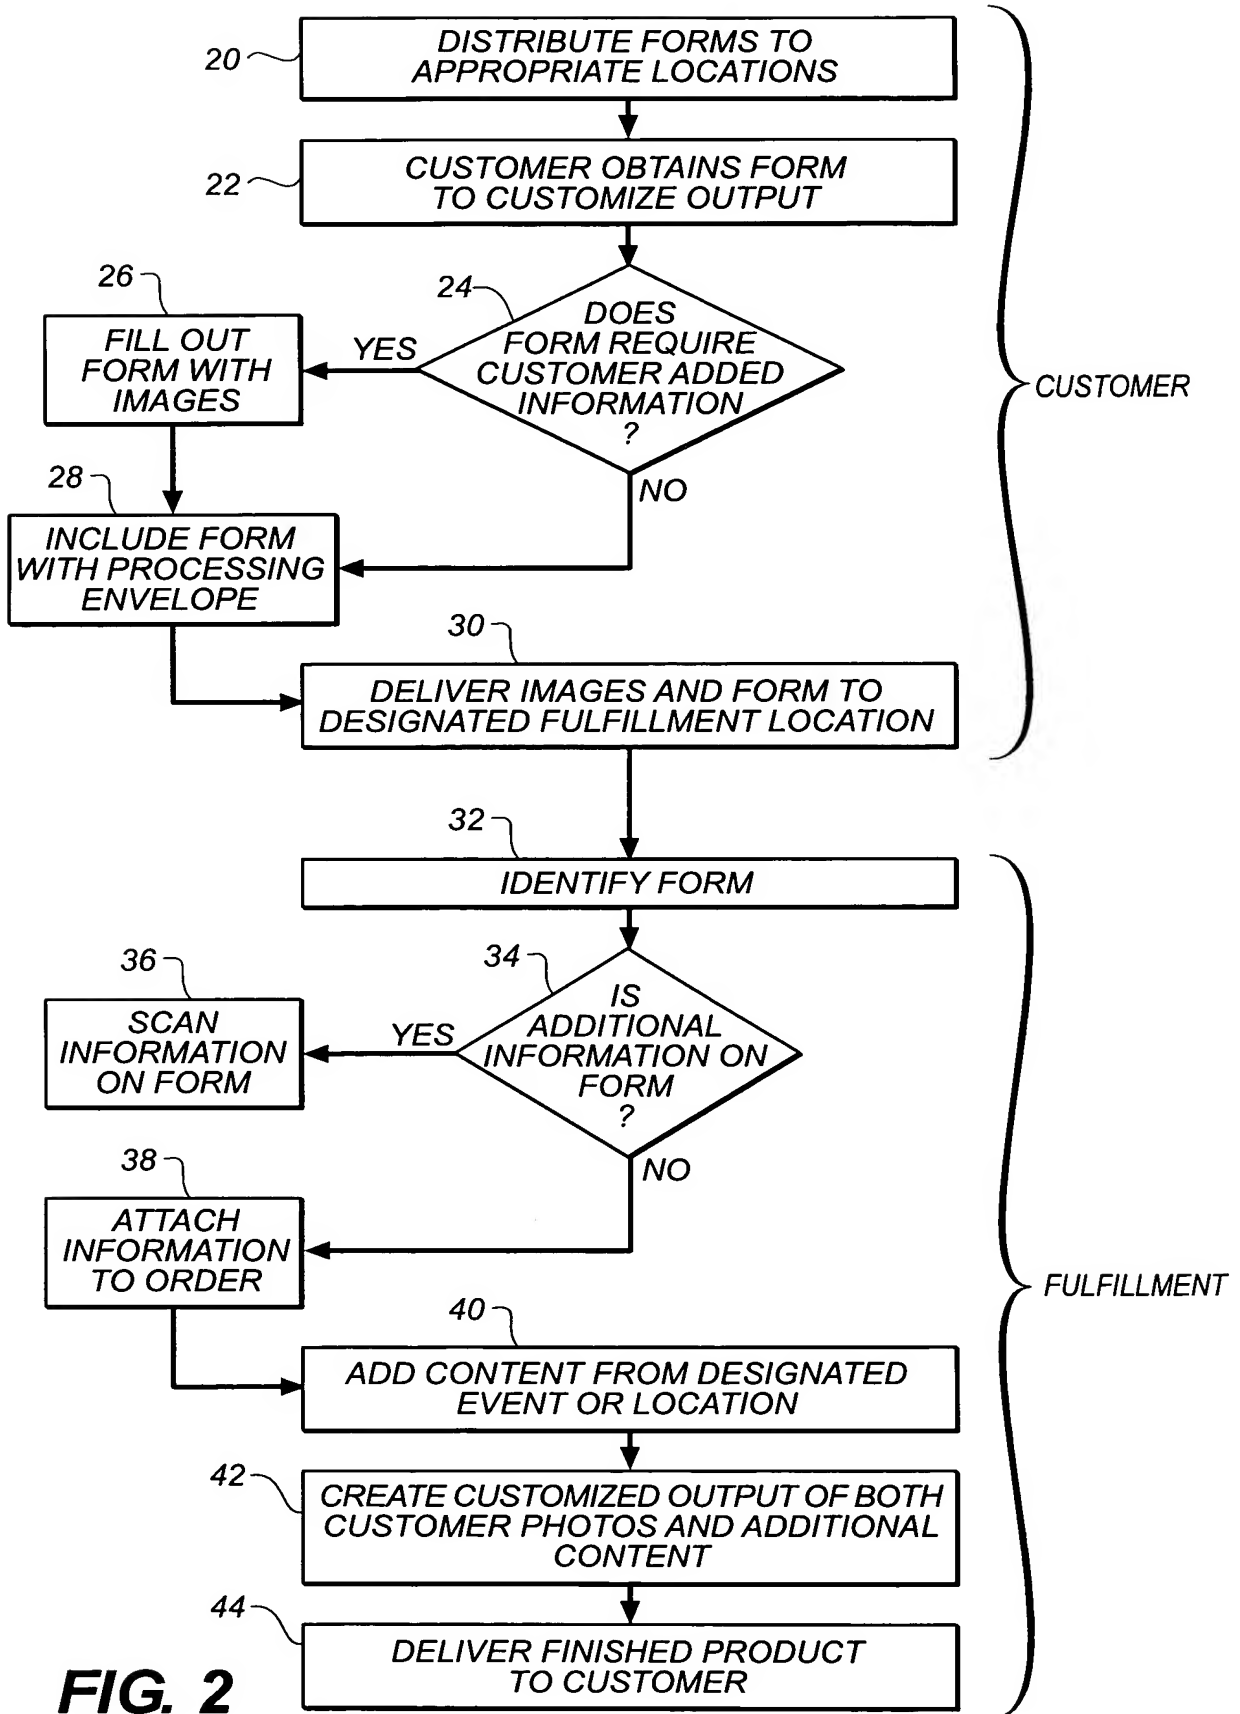 20
DISTRIBUTE FORMS TO
APPROPRIATE LOCATIONS
22
CUSTOMER OBTAINS FORM
TO CUSTOMIZE OUTPUT
24
DOES
FORM REQUIRE
CUSTOMER ADDED
INFORMATION
?
YES
NO
26
FILL OUT
FORM WITH
IMAGES
28
INCLUDE FORM
WITH PROCESSING
ENVELOPE
30
DELIVER IMAGES AND FORM TO
DESIGNATED FULFILLMENT LOCATION
CUSTOMER
32
IDENTIFY FORM
34
IS
ADDITIONAL
INFORMATION ON
FORM
?
YES
NO
36
SCAN
INFORMATION
ON FORM
38
ATTACH
INFORMATION
TO ORDER
40
ADD CONTENT FROM DESIGNATED
EVENT OR LOCATION
42
CREATE CUSTOMIZED OUTPUT OF BOTH
CUSTOMER PHOTOS AND ADDITIONAL
CONTENT
44
DELIVER FINISHED PRODUCT
TO CUSTOMER
FULFILLMENT
FIG. 2